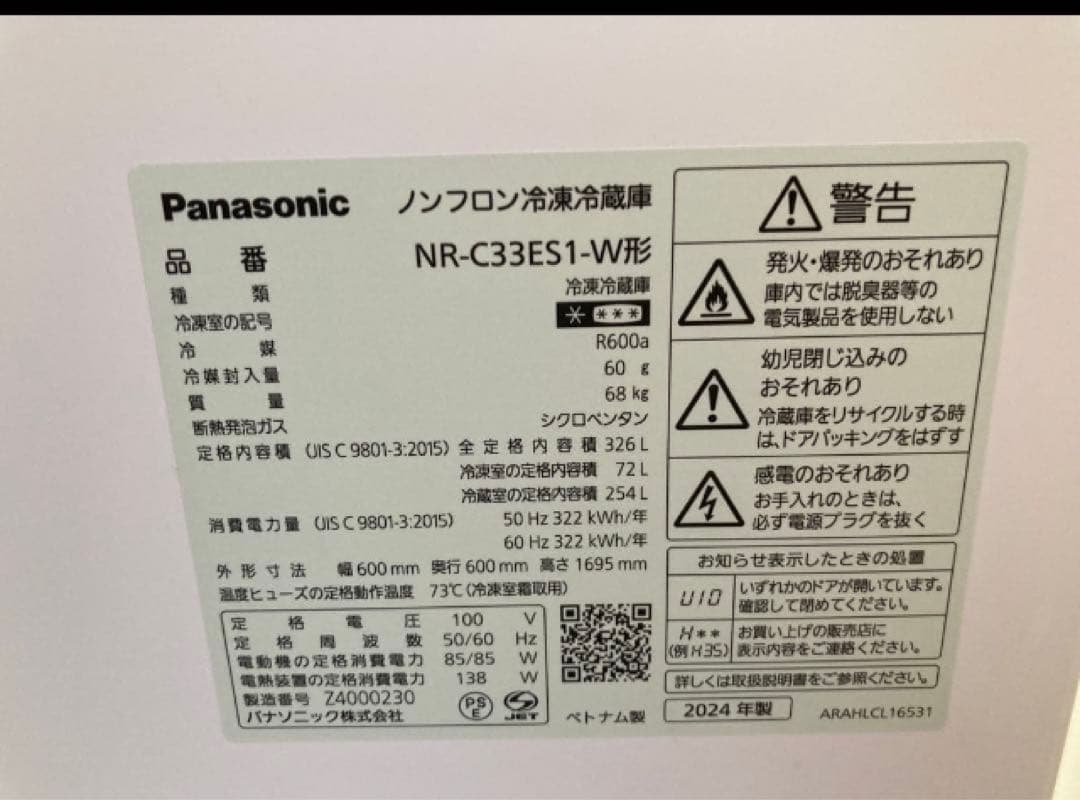 Panasonic ノンフロン冷凍冷蔵庫
品番 NR-C33ES1-W形
種類 冷凍冷蔵庫
冷凍室の記号 * ***
冷媒 R600a
冷媒封入量 60 g
質量 68 kg
断熱発泡ガス シクロペンタン
定格内容積 (JIS C 9801-3:2015) 全定格内容積 326 L
冷凍室の定格内容積 72 L
冷蔵室の定格内容積 254 L
消費電力量 (JIS C 9801-3:2015) 50 Hz 322 kWh/年
60 Hz 322 kWh/年
外形寸法 幅 600 mm 奥行 600 mm 高さ 1695 mm
温度ヒューズの定格動作温度 73℃(冷凍室霜取用)
定格電圧 100 V
定格周波数 50/60 Hz
電動機の定格消費電力 85/85 W
電熱装置の定格消費電力 138 W
製造番号 Z4000230
パナソニック株式会社
PS
E
JET
ベトナム製
警告
発火・爆発のおそれあり
庫内では脱臭器等の
電気製品を使用しない
幼児閉じ込みの
おそれあり
冷蔵庫をリサイクルする時
は、ドアパッキングをはずす
感電のおそれあり
お手入れのときは、
必ず電源プラグを抜く
お知らせ表示したときの処置
U10 いずれかのドアが開いています。
確認して閉めてください。
H** お買い上げの販売店に
(例 H35) 表示内容をご連絡ください。
詳しくは取扱説明書をご参照ください。
2024 年製 ARAHLCL16531